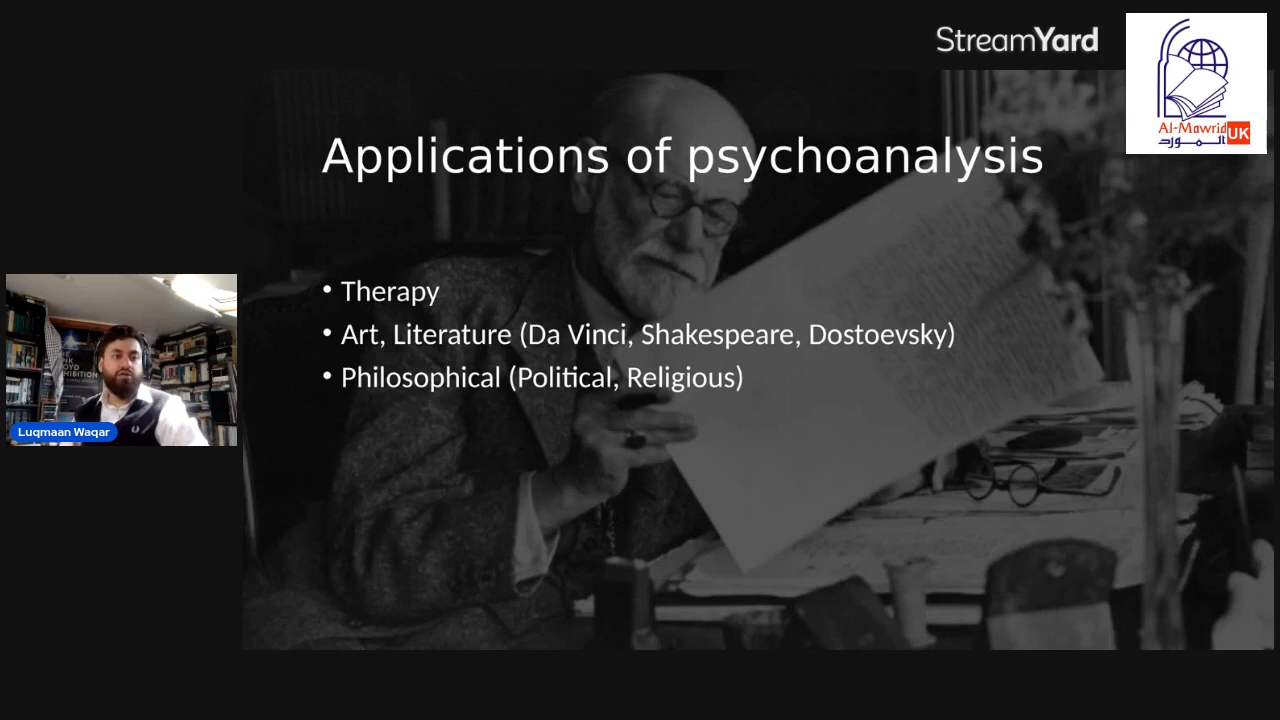 StreamYard
Al-Mawrid UK
المورد
Applications of psychoanalysis
• Therapy
• Art, Literature (Da Vinci, Shakespeare, Dostoevsky)
• Philosophical (Political, Religious)
Luqmaan Waqar